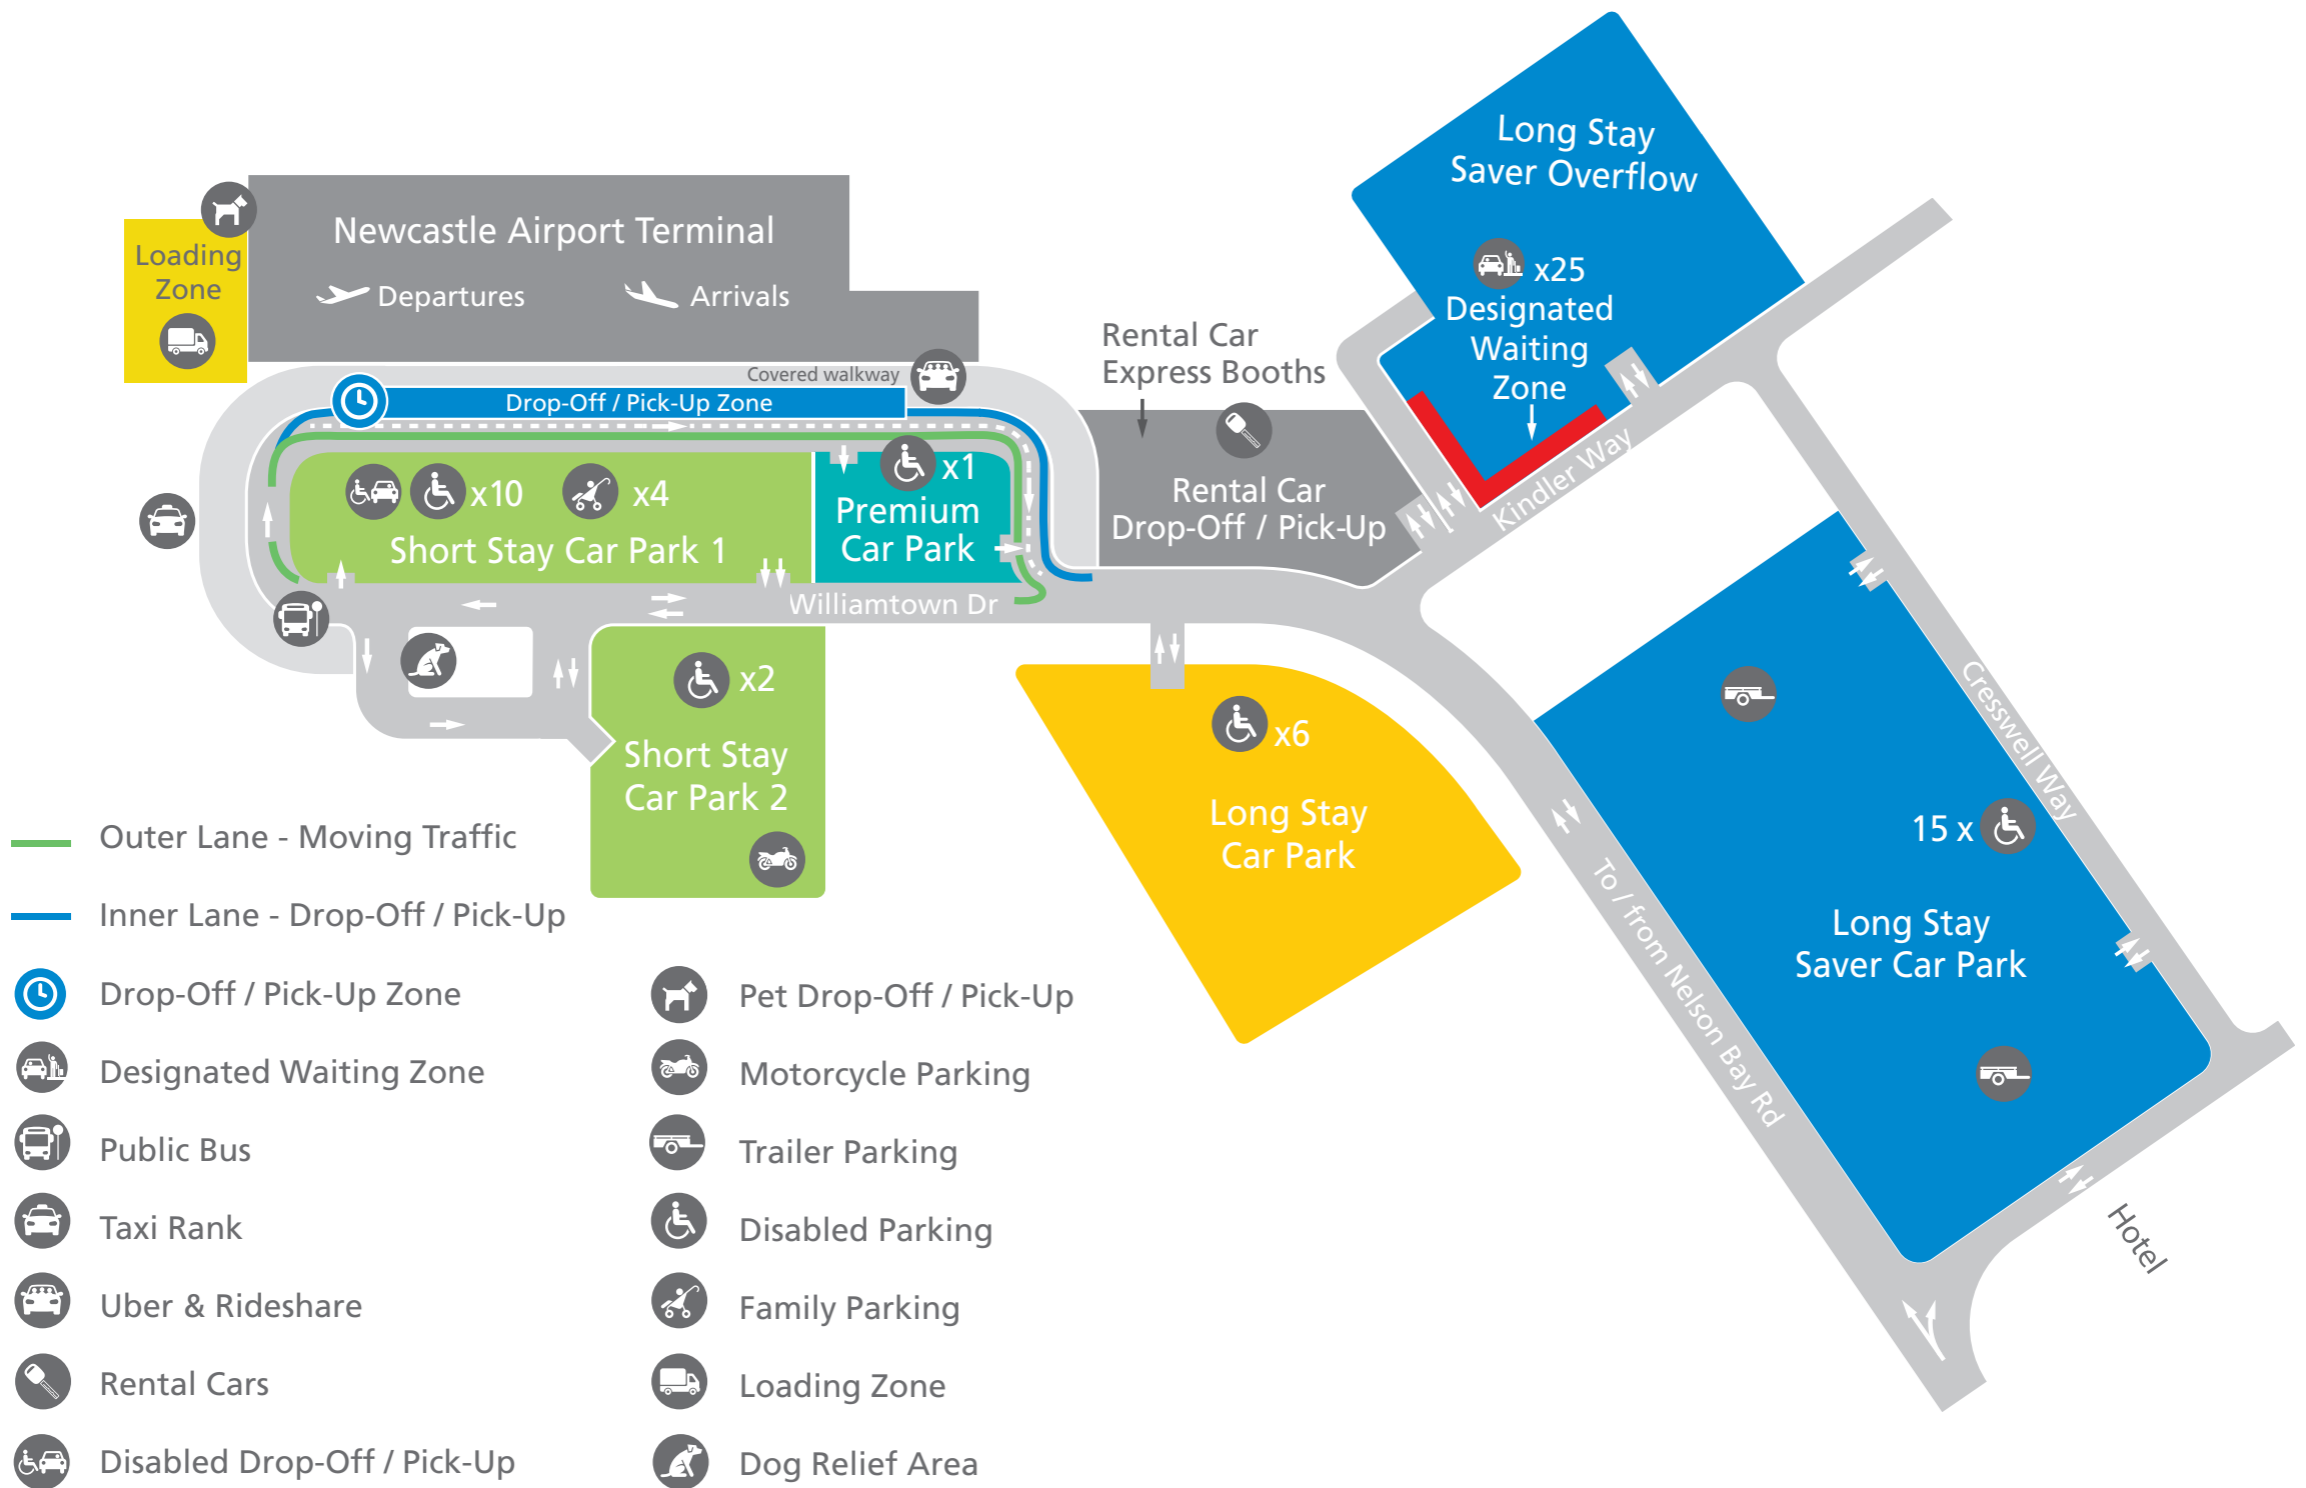 Long Stay
Saver Overflow
x25
Designated
Waiting
Zone
Newcastle Airport Terminal
Departures
Arrivals
Loading
Zone
Covered walkway
Drop-Off / Pick-Up Zone
Rental Car
Express Booths
Rental Car
Drop-Off / Pick-Up
Kindler Way
x10
x4
Short Stay Car Park 1
x1
Premium
Car Park
Williamtown Dr
x2
Short Stay
Car Park 2
x6
Long Stay
Car Park
Cresswell Way
15 x
Long Stay
Saver Car Park
To / from Nelson Bay Rd
Hotel
Outer Lane - Moving Traffic
Inner Lane - Drop-Off / Pick-Up
Drop-Off / Pick-Up Zone
Designated Waiting Zone
Public Bus
Taxi Rank
Uber & Rideshare
Rental Cars
Disabled Drop-Off / Pick-Up
Pet Drop-Off / Pick-Up
Motorcycle Parking
Trailer Parking
Disabled Parking
Family Parking
Loading Zone
Dog Relief Area